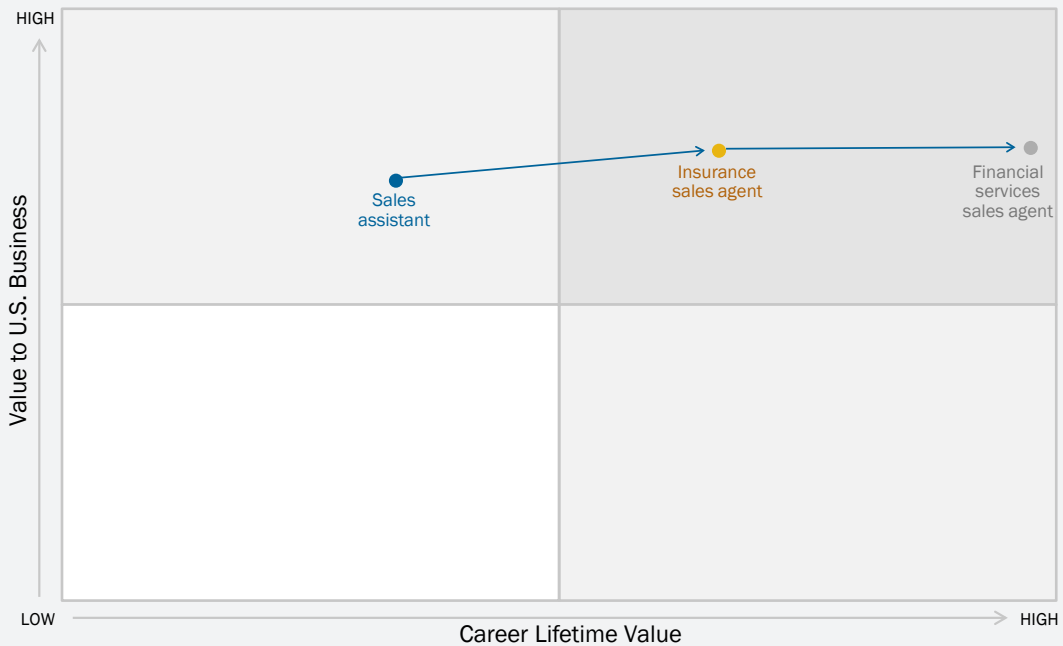 HIGH
Value to U.S. Business
Sales
assistant
Insurance
sales agent
Financial
services
sales agent
LOW
HIGH
Career Lifetime Value